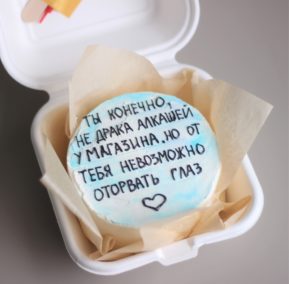 ТЫ КОНЕЧНО,
НЕ ДРАКА АЛКАШЕЙ
У МАГАЗИНА, НО ОТ
ТЕБЯ НЕВОЗМОЖНО
ОТОРВАТЬ ГЛАЗ